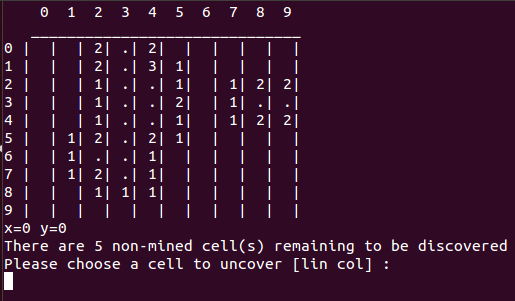 0  1  2  3  4  5  6  7  8  9
   ______________________________
0 |  |  | 2| .| 2|  |  |  |  |  |
1 |  |  | 2| .| 3| 1|  |  |  |  |
2 |  |  | 1| .| .| 1|  | 1| 2| 2|
3 |  |  | 1| .| .| 2|  | 1| .| .|
4 |  |  | 1| .| .| 1|  | 1| 2| 2|
5 |  | 1| 2| .| 2| 1|  |  |  |  |
6 |  | 1| .| .| 1|  |  |  |  |  |
7 |  | 1| 2| .| 1|  |  |  |  |  |
8 |  |  | 1| 1| 1|  |  |  |  |  |
9 |  |  |  |  |  |  |  |  |  |  |
x=0 y=0
There are 5 non-mined cell(s) remaining to be discovered
Please choose a cell to uncover [lin col] :